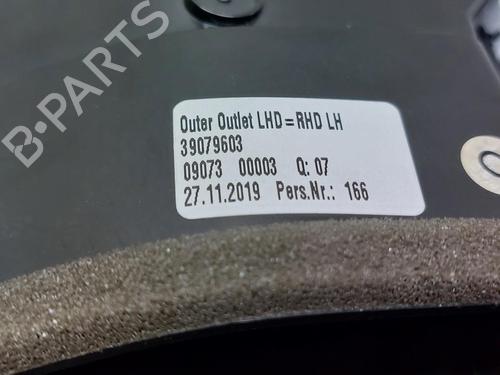 Outer Outlet LHD=RHD LH
39079603
09073 00003 Q: 07
27.11.2019 Pers.Nr.: 166
B-PARTS